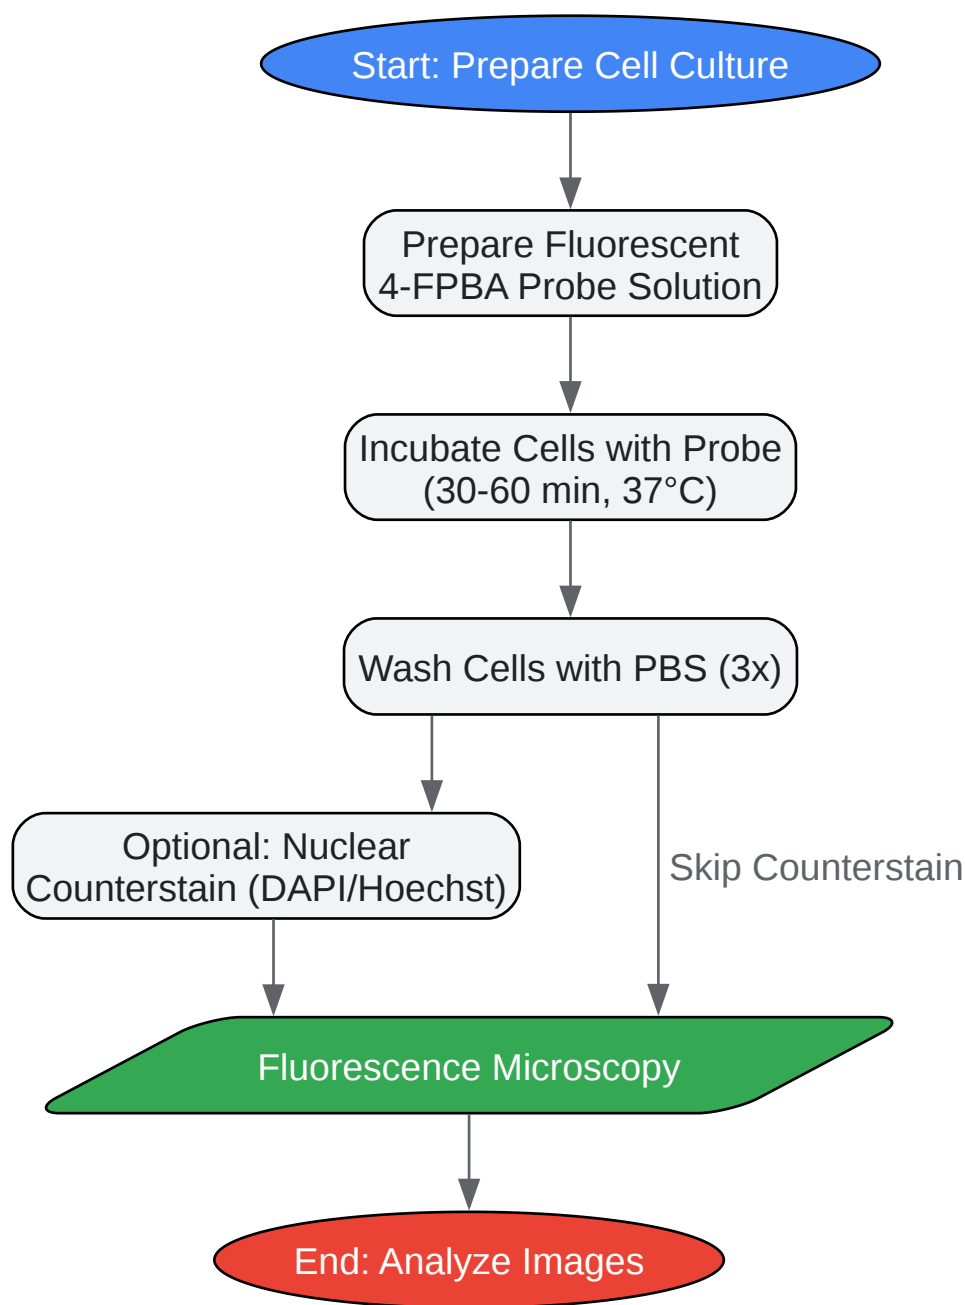 Start: Prepare Cell Culture
Prepare Fluorescent
4-FPBA Probe Solution
Incubate Cells with Probe
(30-60 min, 37°C)
Wash Cells with PBS (3x)
Optional: Nuclear
Counterstain (DAPI/Hoechst)
Skip Counterstain
Fluorescence Microscopy
End: Analyze Images